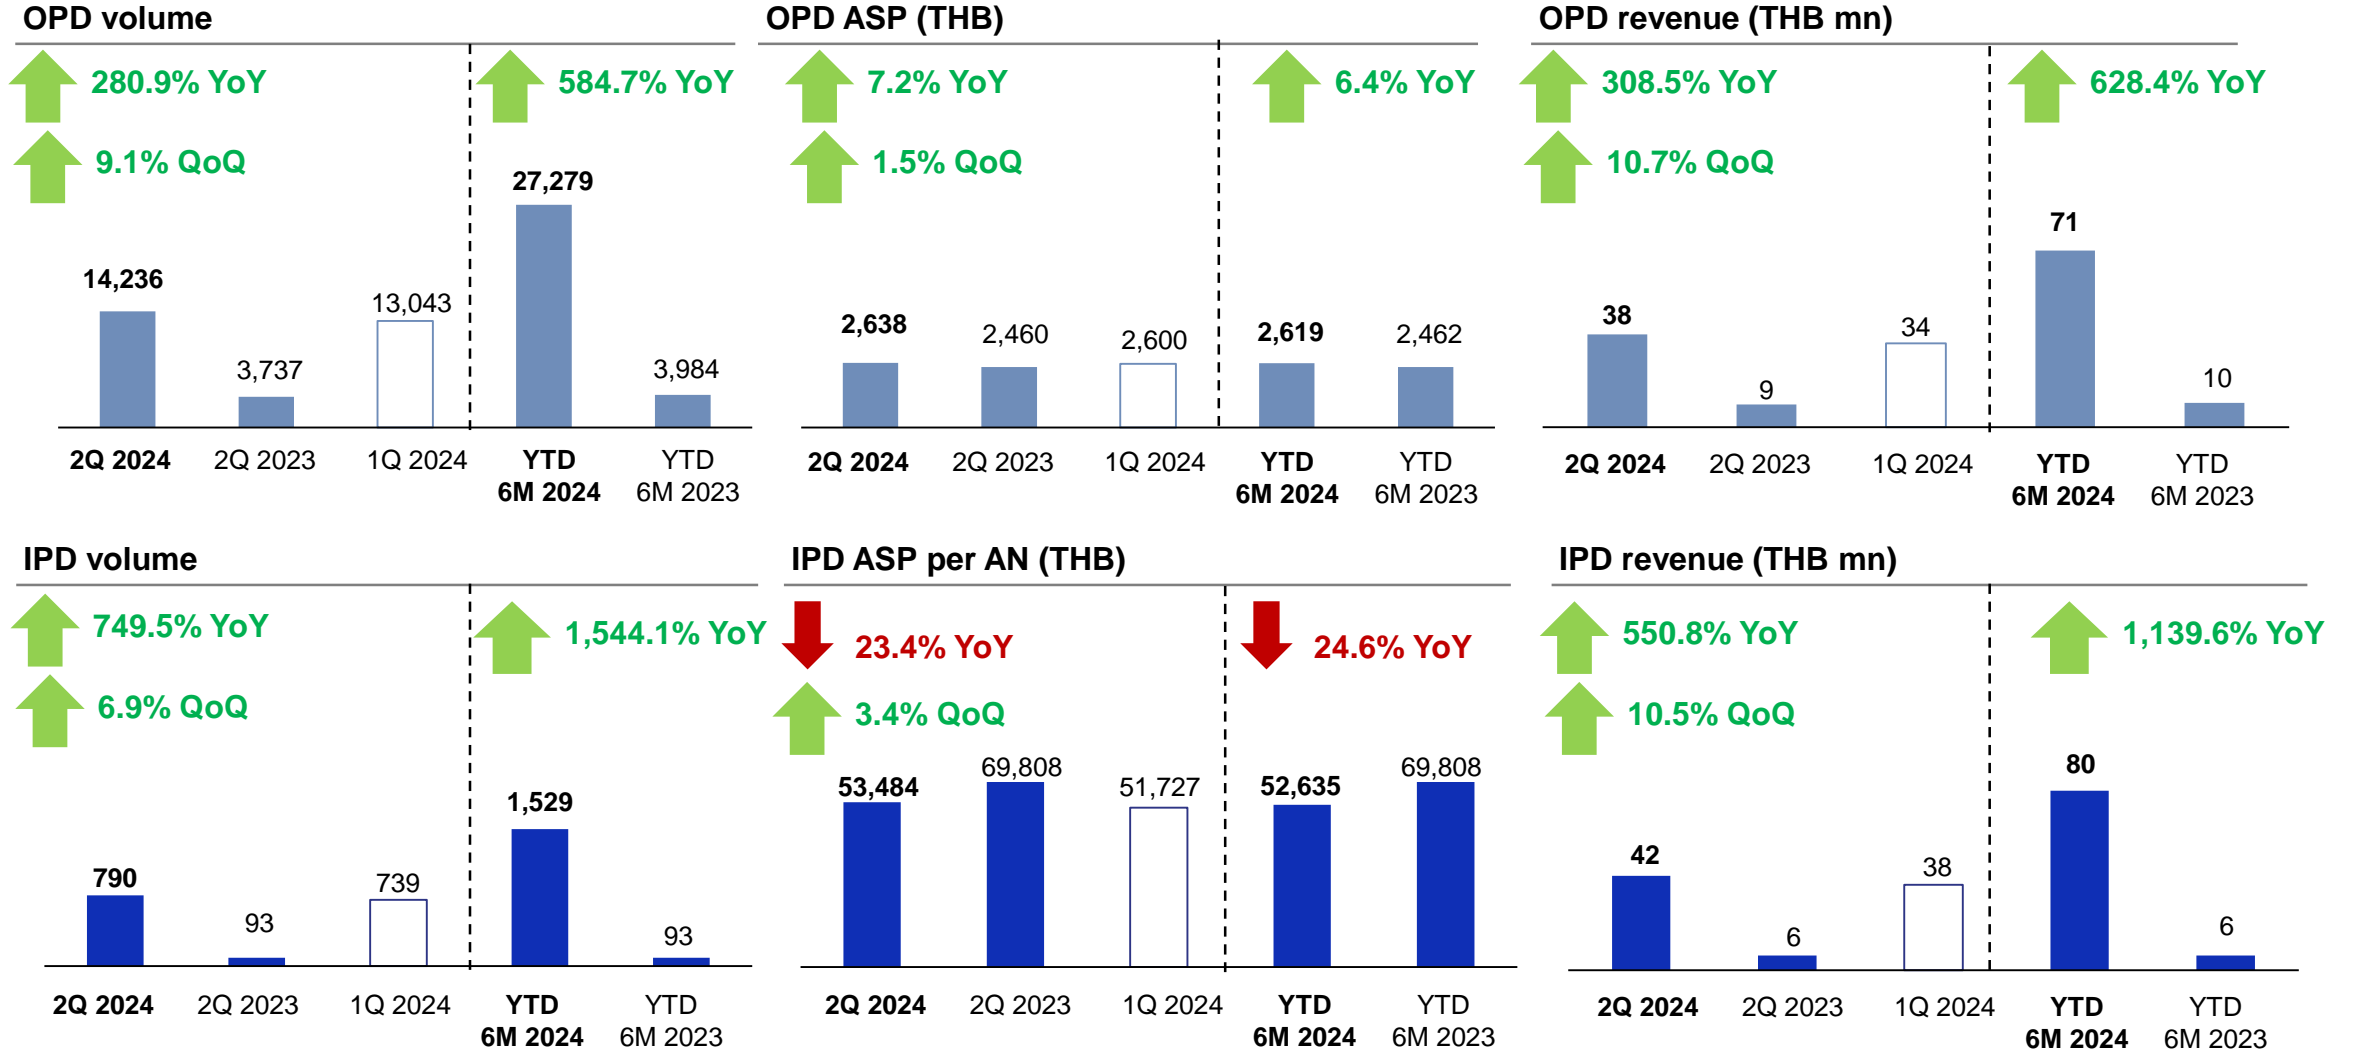 OPD volume
280.9% YoY
584.7% YoY
9.1% QoQ
27,279
14,236
13,043
3,737
3,984
2Q 2024
2Q 2023
1Q 2024
YTD
6M 2024
YTD
6M 2023
OPD ASP (THB)
7.2% YoY
6.4% YoY
1.5% QoQ
2,638
2,460
2,600
2,619
2,462
2Q 2024
2Q 2023
1Q 2024
YTD
6M 2024
YTD
6M 2023
OPD revenue (THB mn)
308.5% YoY
628.4% YoY
10.7% QoQ
71
38
34
9
10
2Q 2024
2Q 2023
1Q 2024
YTD
6M 2024
YTD
6M 2023
IPD volume
749.5% YoY
1,544.1% YoY
6.9% QoQ
1,529
790
739
93
93
2Q 2024
2Q 2023
1Q 2024
YTD
6M 2024
YTD
6M 2023
IPD ASP per AN (THB)
23.4% YoY
24.6% YoY
3.4% QoQ
53,484
69,808
51,727
52,635
69,808
2Q 2024
2Q 2023
1Q 2024
YTD
6M 2024
YTD
6M 2023
IPD revenue (THB mn)
550.8% YoY
1,139.6% YoY
10.5% QoQ
80
42
38
6
6
2Q 2024
2Q 2023
1Q 2024
YTD
6M 2024
YTD
6M 2023